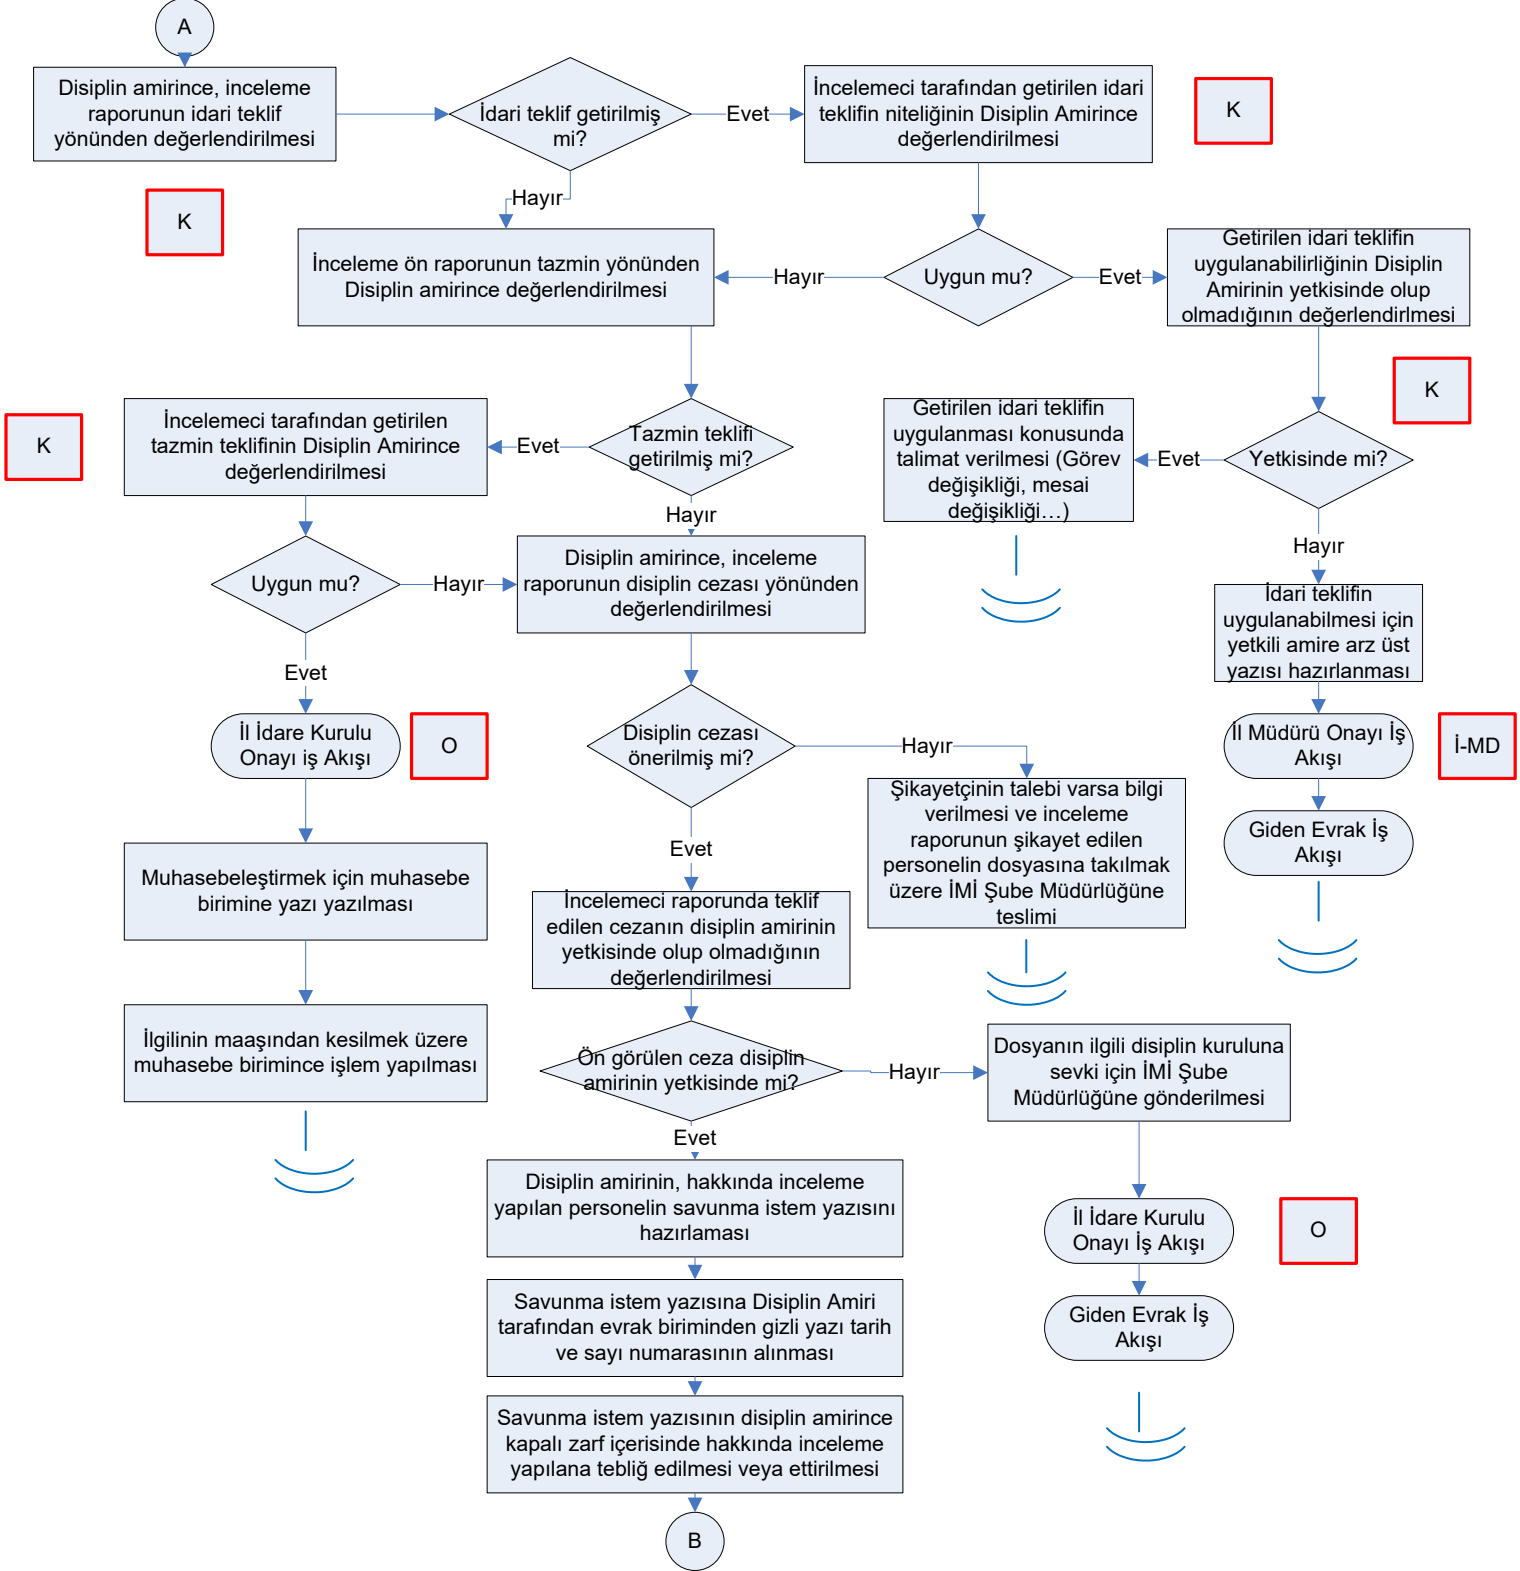 A
Disiplin amirince, inceleme
raporunun idari teklif
yönünden değerlendirilmesi
İdari teklif getirilmiş
mi?
Evet
İncelemeci tarafından getirilen idari
teklifin niteliğinin Disiplin Amirince
değerlendirilmesi
K
Hayır
K
İnceleme ön raporunun tazmin yönünden
Disiplin amirince değerlendirilmesi
Hayır
Uygun mu?
Evet
Getirilen idari teklifin
uygulanabilirliğinin Disiplin
Amirinin yetkisinde olup
olmadığının değerlendirlmesi
K
K
İncelemeci tarafından getirilen
tazmin teklifinin Disiplin Amirince
değerlendirilmesi
Evet
Tazmin teklifi
getirilmiş mi?
Getirilen idari teklifin
uygulanması konusunda
talimat verilmesi (Görev
değişikliği, mesai
değişikliği…)
Evet
Yetkisinde mi?
Hayır
Hayır
Uygun mu?
Hayır
Disiplin amirince, inceleme
raporunun disiplin cezası yönünden
değerlendirilmesi
İdari teklifin
uygulanabilmesi için
yetkili amire arz üst
yazısı hazırlanması
Evet
İl İdare Kurulu
Onayı iş Akışı
O
Disiplin cezası
önerilmiş mi?
Hayır
İl Müdürü Onayı İş
Akışı
İ-MD
Şikayetçinin talebi varsa bilgi
verilmesi ve inceleme
raporunun şikayet edilen
personelin dosyasına takılmak
üzere İMİ Şube Müdürlüğüne
teslimi
Giden Evrak İş
Akışı
Evet
Muhasebeleştirmek için muhasebe
birimine yazı yazılması
İncelemeci raporunda teklif
edilen cezanın disiplin amirinin
yetkisinde olup olmadığının
değerlendirilmesi
İlgilinin maaşından kesilmek üzere
muhasebe birimince işlem yapılması
Ön görülen ceza disiplin
amirinin yetkisinde mi?
Hayır
Dosyanın ilgili disiplin kuruluna
sevki için İMİ Şube
Müdürlüğüne gönderilmesi
Evet
Disiplin amirinin, hakkında inceleme
yapılan personelin savunma istem yazısını
hazırlaması
İl İdare Kurulu
Onayı İş Akışı
O
Savunma istem yazısına Disiplin Amiri
tarafından evrak biriminden gizli yazı tarih
ve sayı numarasının alınması
Giden Evrak İş
Akışı
Savunma istem yazısının disiplin amirince
kapalı zarf içerisinde hakkında inceleme
yapılana tebliğ edilmesi veya ettirilmesi
B